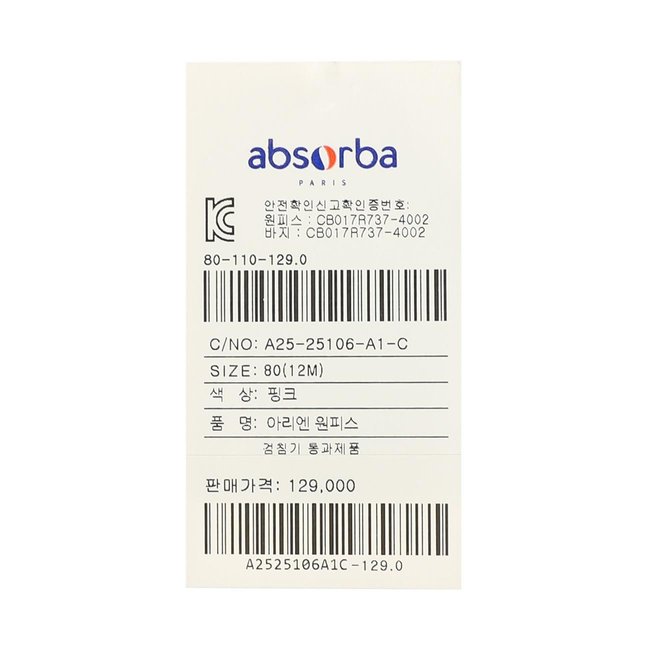 absorba
PARIS
안전확인신고확인증번호:
원피스 : CB017R737-4002
바지 : CB017R737-4002
80-110-129.0
C/NO: A25-25106-A1-C
SIZE: 80(12M)
색 상: 핑크
품 명: 아리엔 원피스
검침기 통과제품
판매가격: 129,000
A2525106A1C-129.0